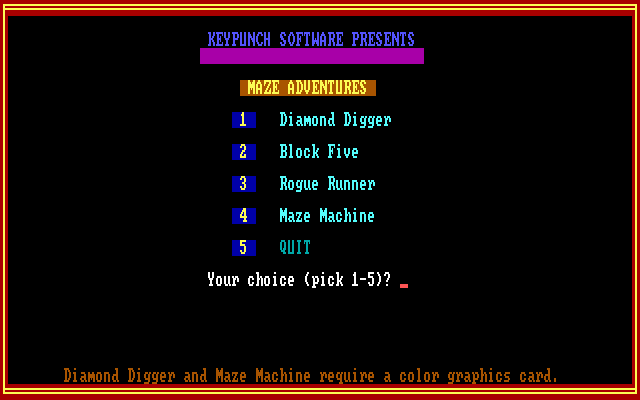 KEYPUNCH SOFTWARE PRESENTS
MAZE ADVENTURES
1 Diamond Digger
2 Block Five
3 Rogue Runner
4 Maze Machine
5 QUIT
Your choice (pick 1-5)? _
Diamond Digger and Maze Machine require a color graphics card.